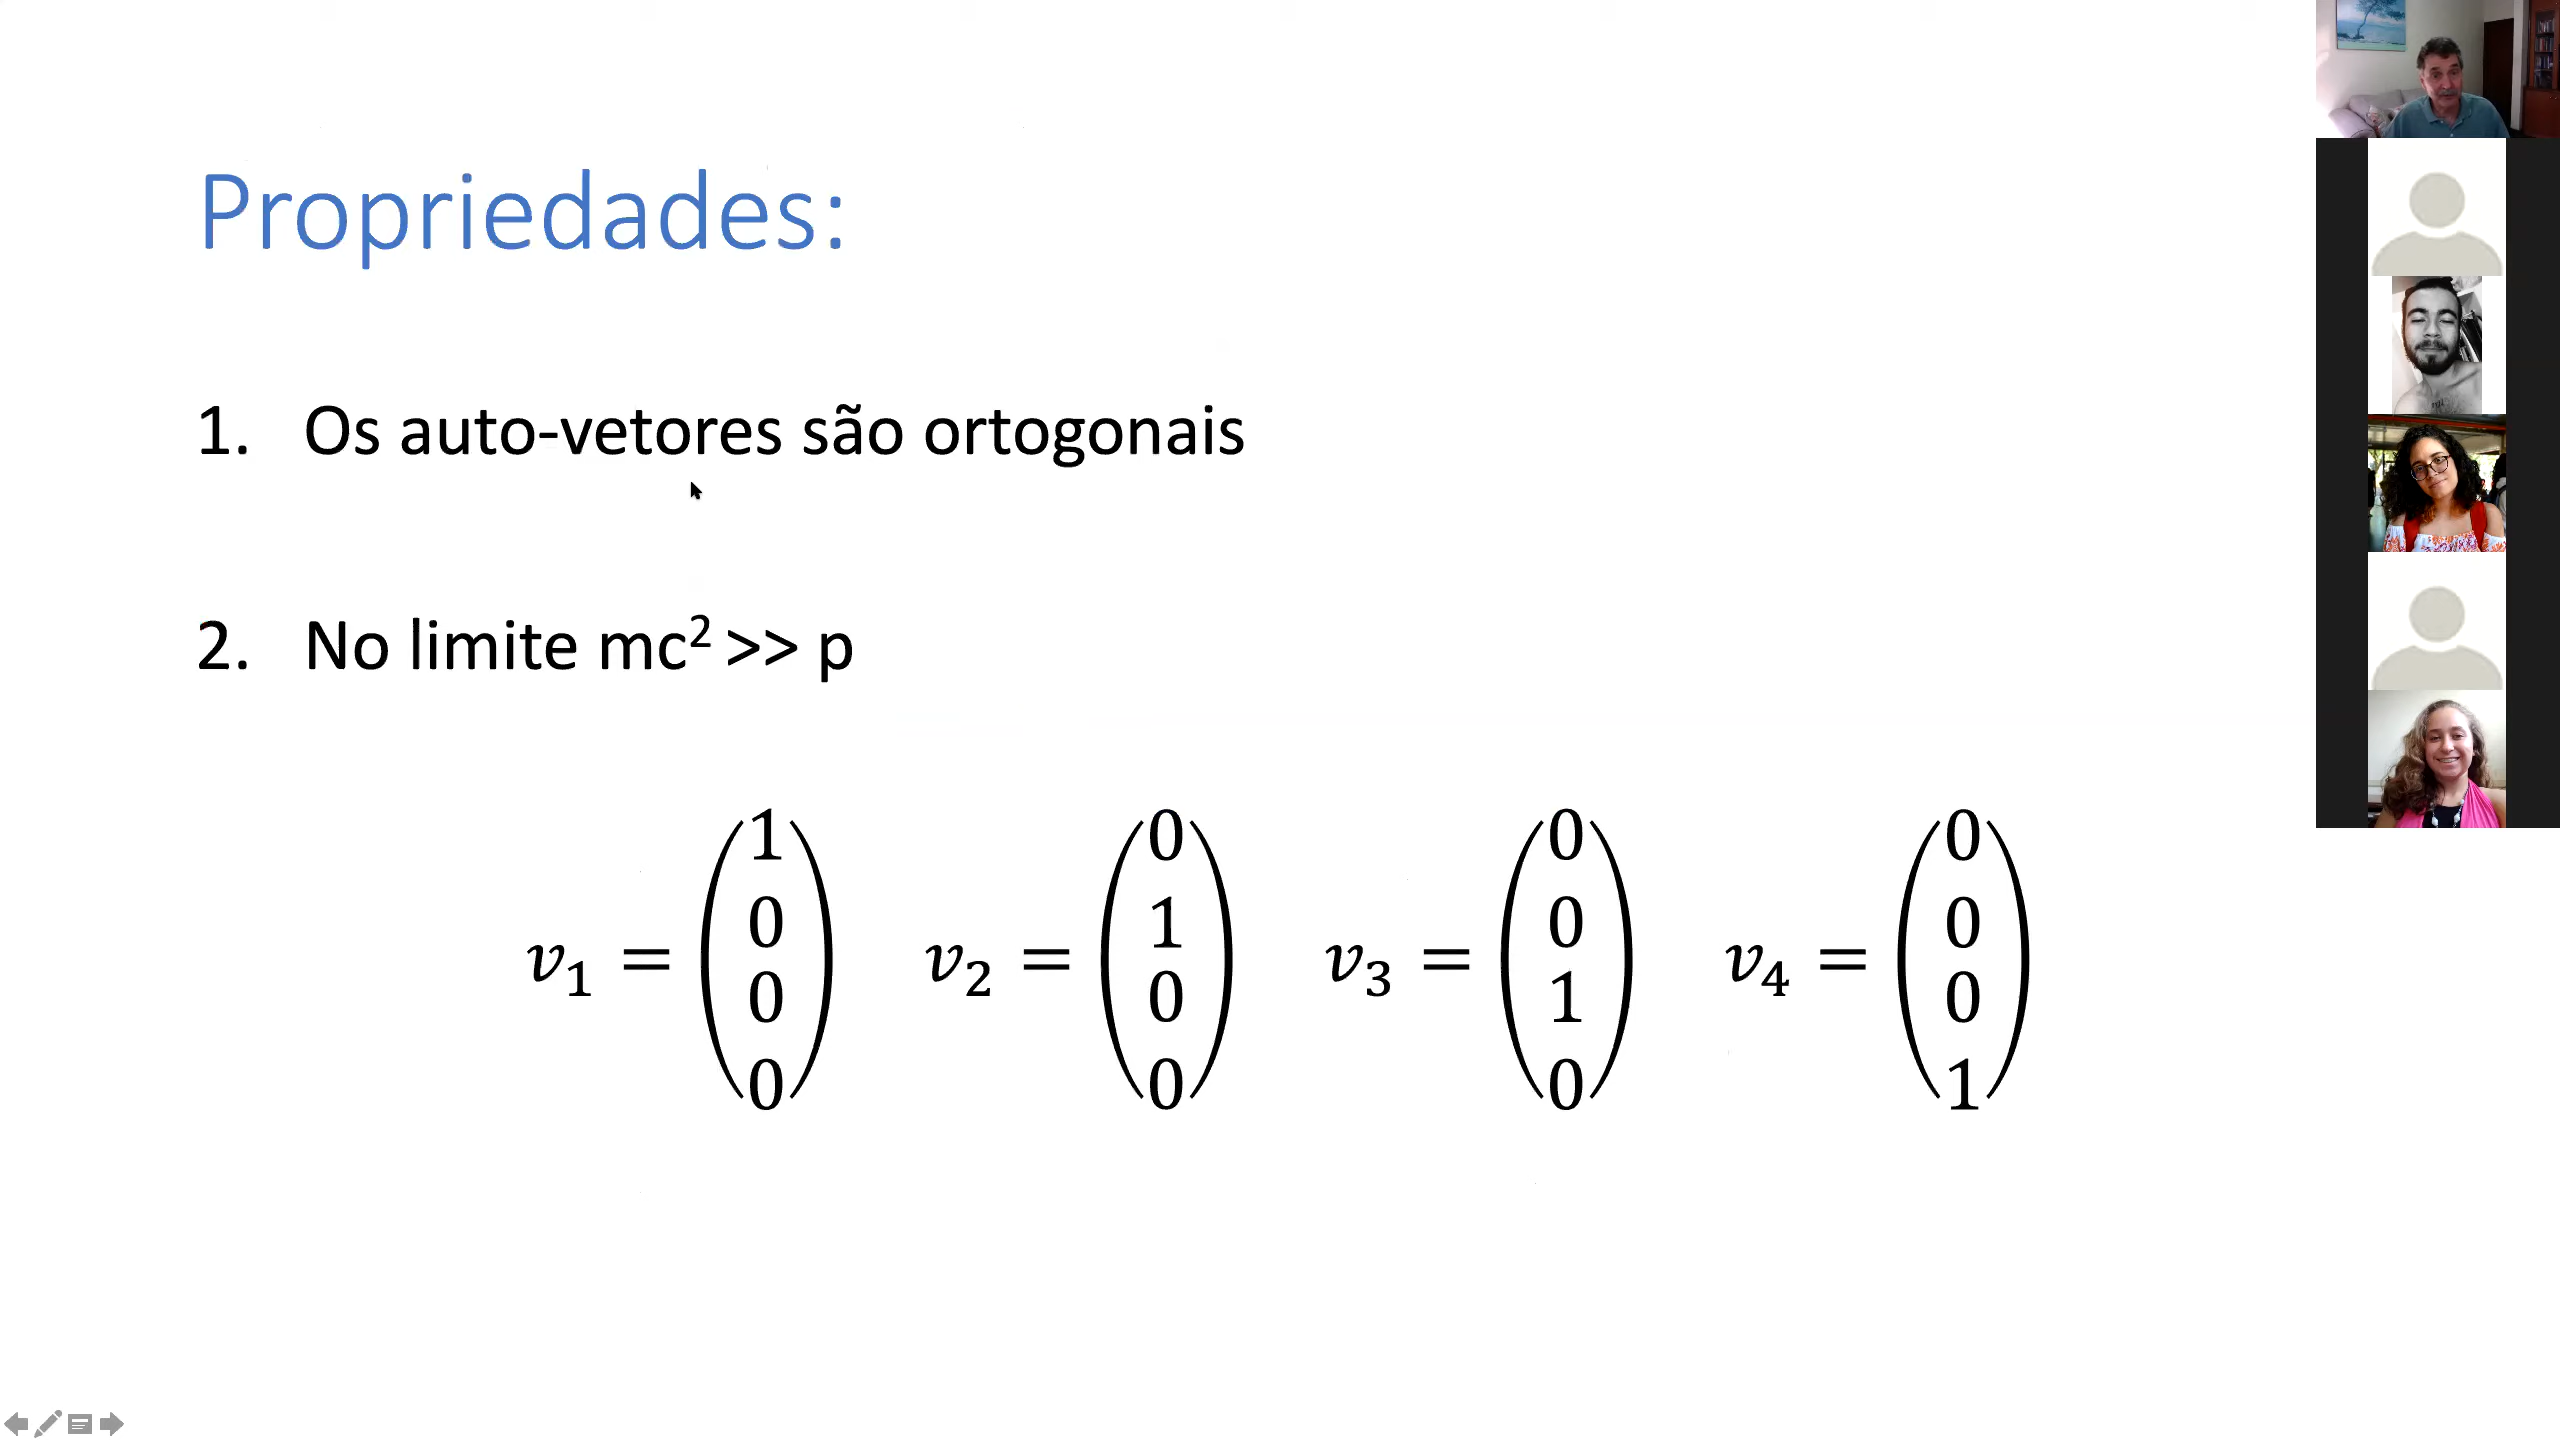 Propriedades:
1. Os auto-vetores são ortogonais
2. No limite mc² >> p
v₁ = (1 0 0 0) v₂ = (0 1 0 0) v₃ = (0 0 1 0) v₄ = (0 0 0 1)